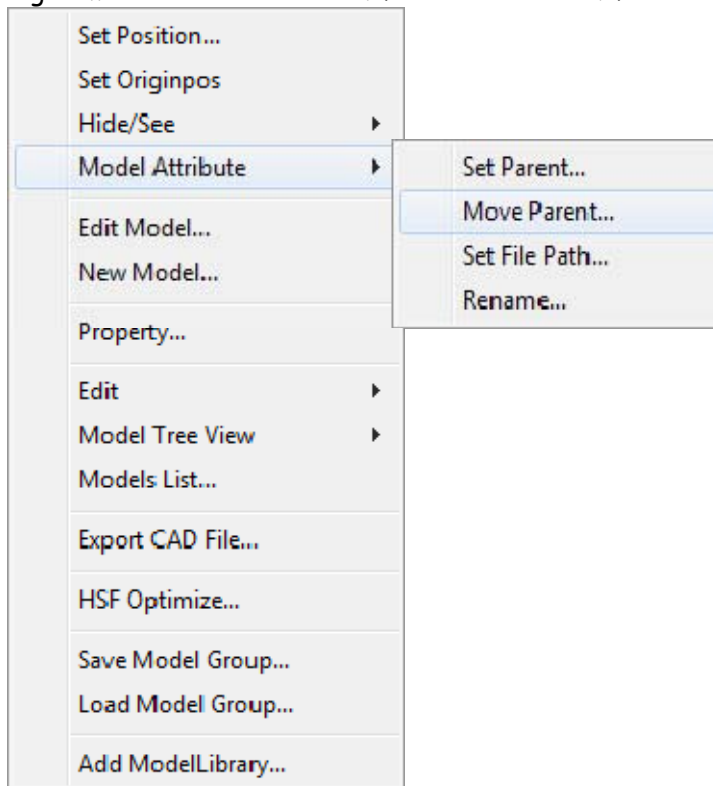 Set Position...
Set Originpos
Hide/See
Model Attribute
Set Parent...
Move Parent...
Set File Path...
Rename...
Edit Model...
New Model...
Property...
Edit
Model Tree View
Models List...
Export CAD File...
HSF Optimize...
Save Model Group...
Load Model Group...
Add ModelLibrary...